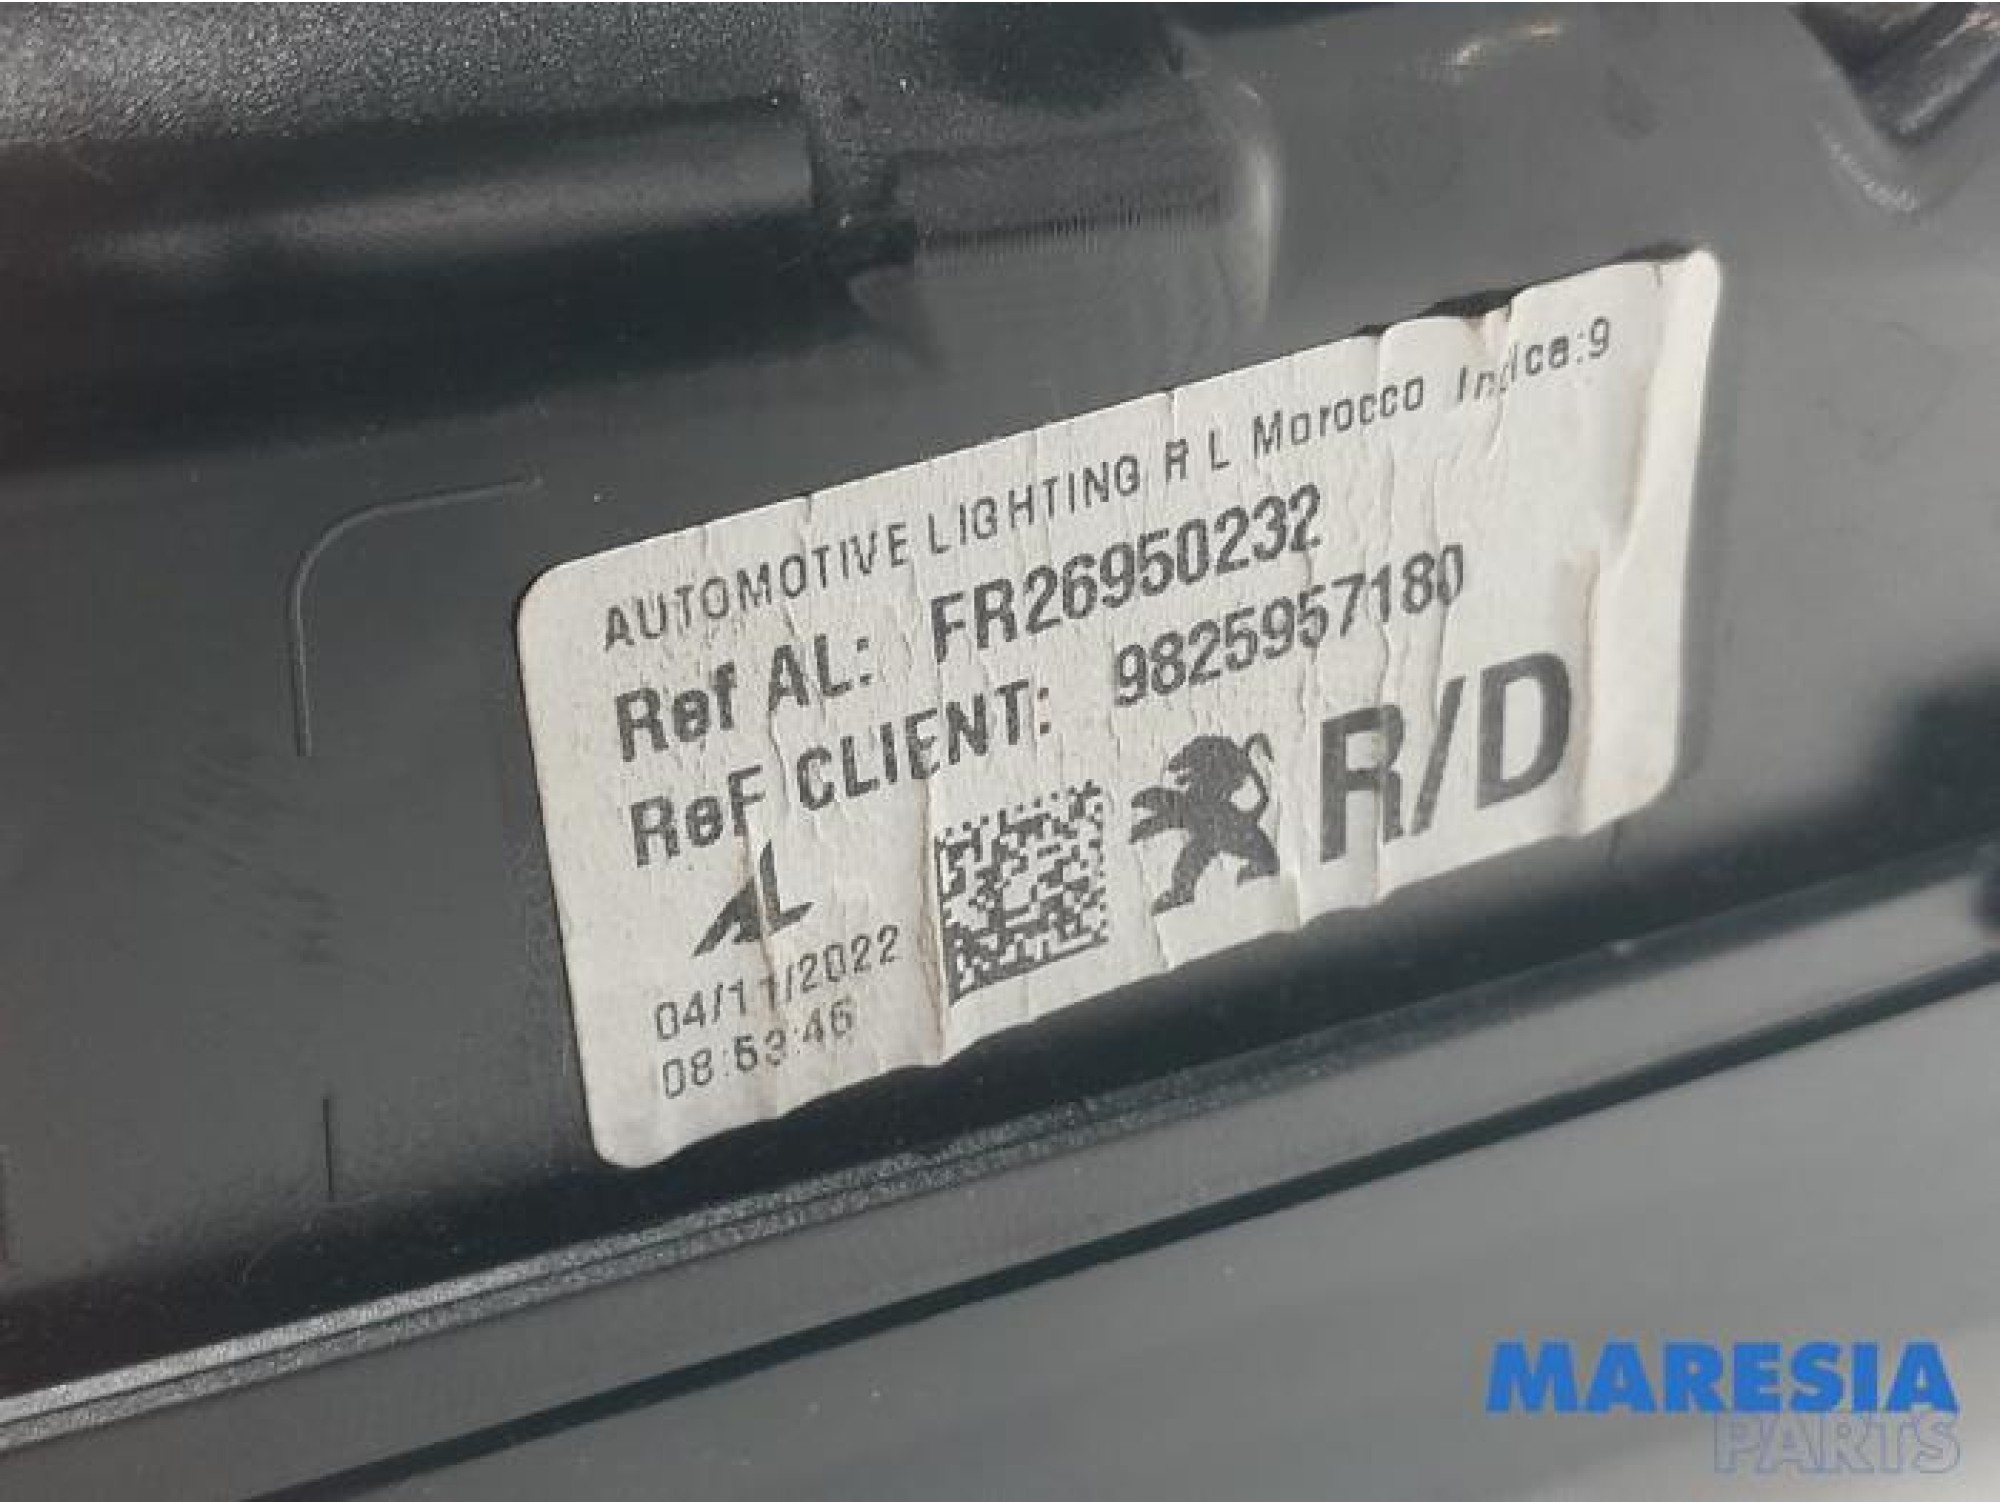 AUTOMOTIVE LIGHTING R L Morocco Indice:9
Ref AL: FR26950232
ReF CLIENT: 9825957180
AL
R/D
04/11/2022
08:53:46
MARESIA
PARTS